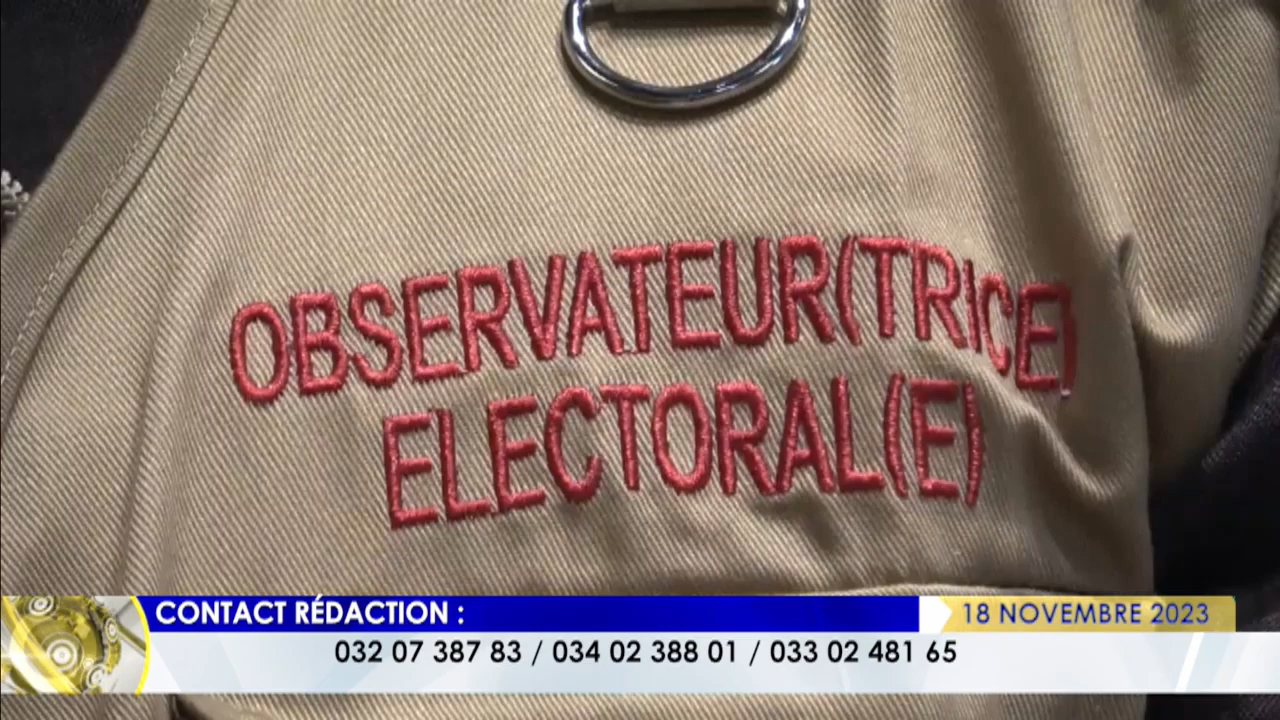 OBSERVATEUR(TRICE)
ELECTORAL(E)
CONTACT RÉDACTION :
18 NOVEMBRE 2023
032 07 387 83 / 034 02 388 01 / 033 02 481 65